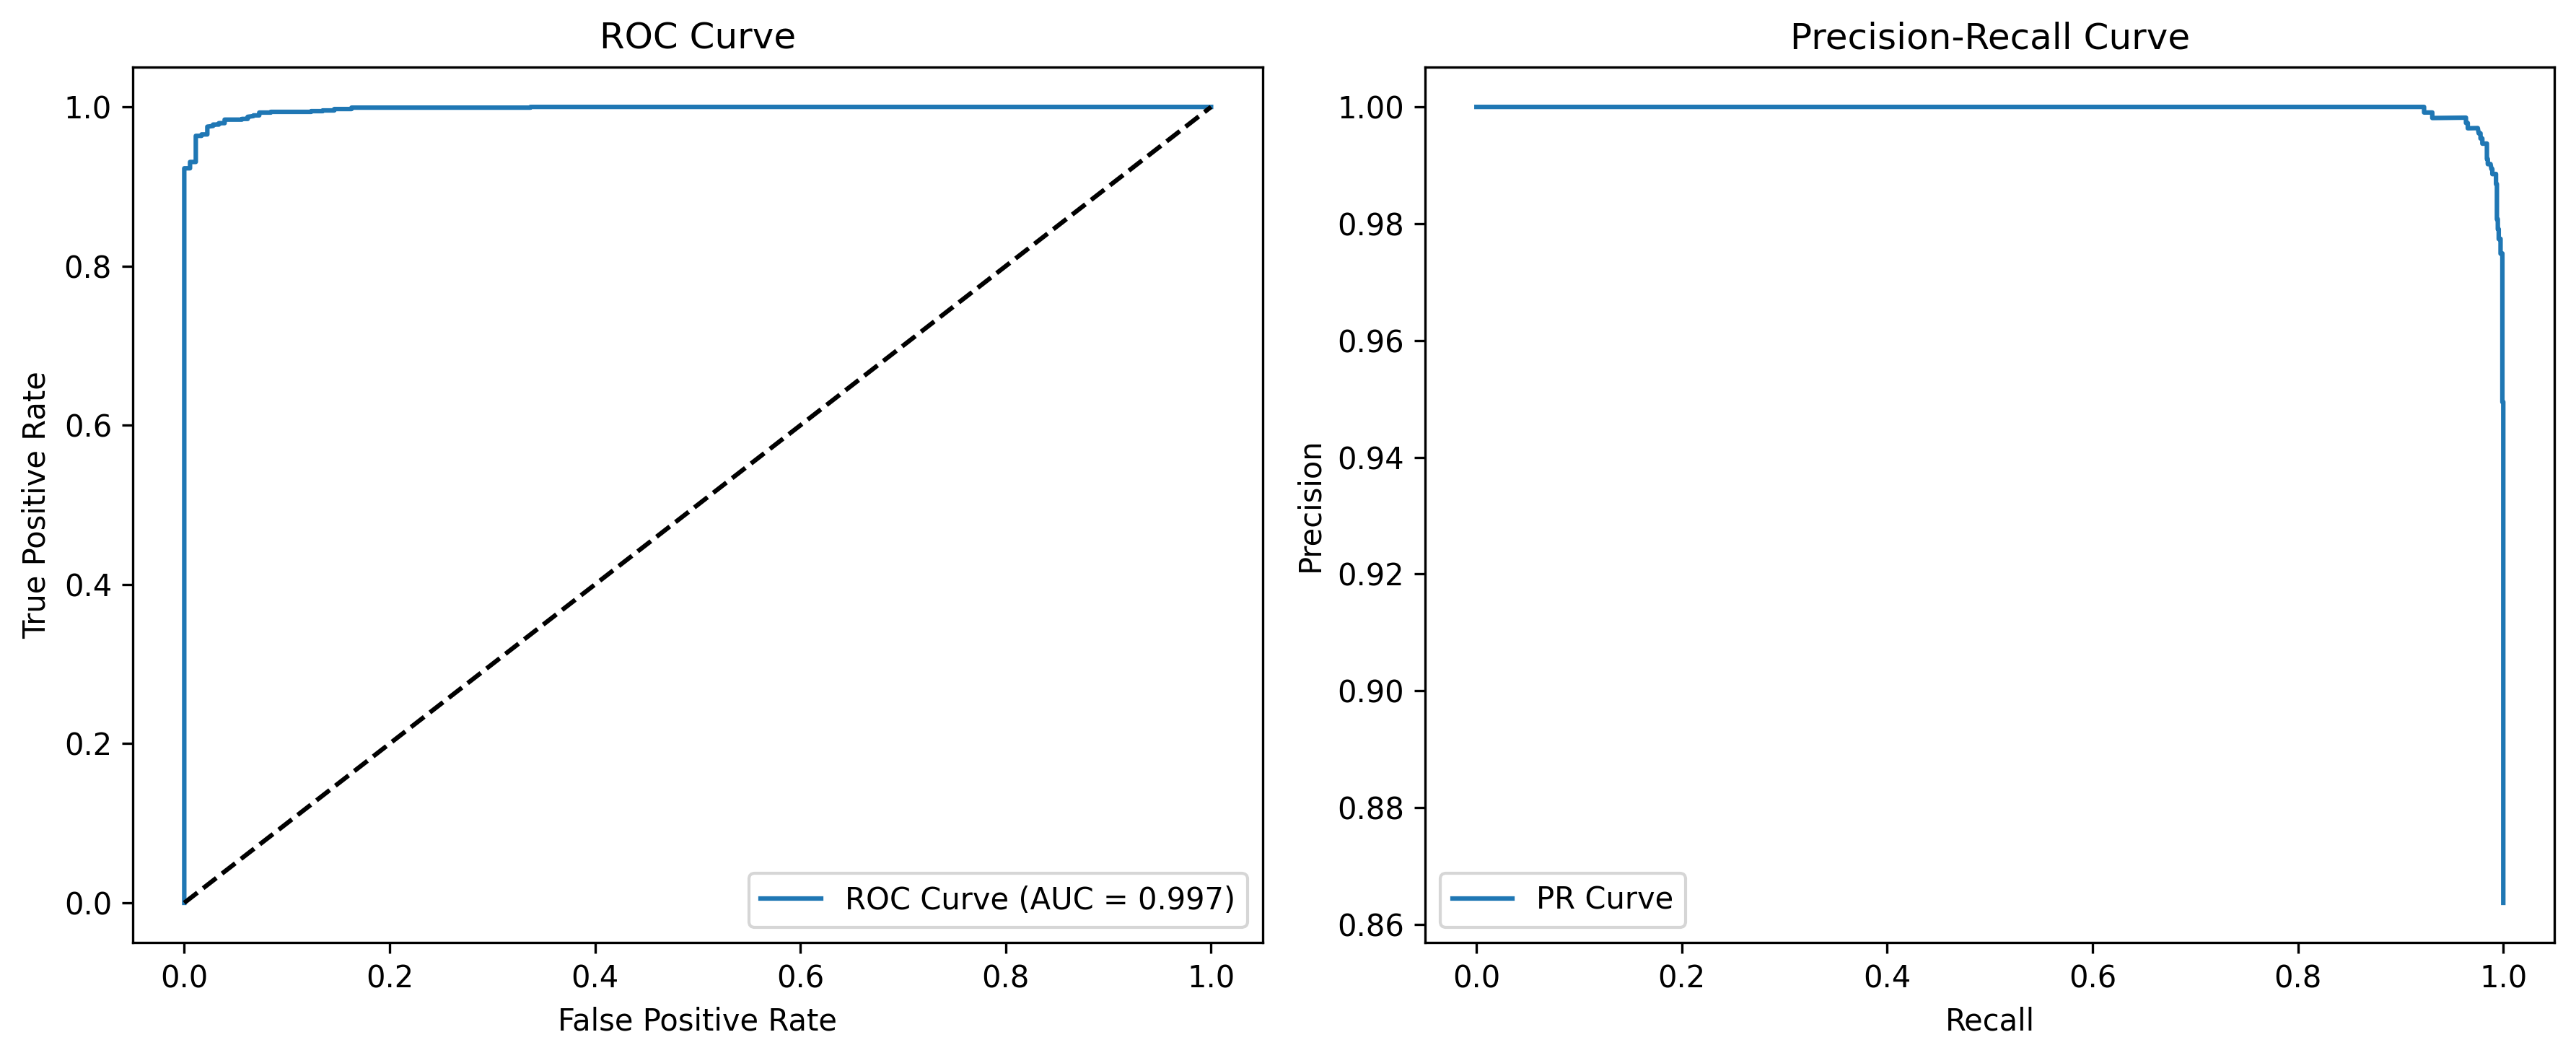 ROC Curve
True Positive Rate
1.0
0.8
0.6
0.4
0.2
0.0
ROC Curve (AUC = 0.997)
0.0 0.2 0.4 0.6 0.8 1.0
False Positive Rate
Precision-Recall Curve
Precision
1.00
0.98
0.96
0.94
0.92
0.90
0.88
0.86
PR Curve
0.0 0.2 0.4 0.6 0.8 1.0
Recall